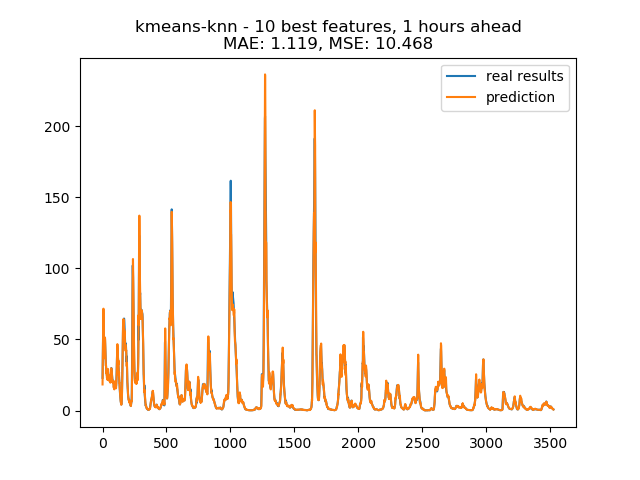 kmeans-knn - 10 best features, 1 hours ahead
MAE: 1.119, MSE: 10.468
real results
prediction
200
150
100
50
0
0 500 1000 1500 2000 2500 3000 3500